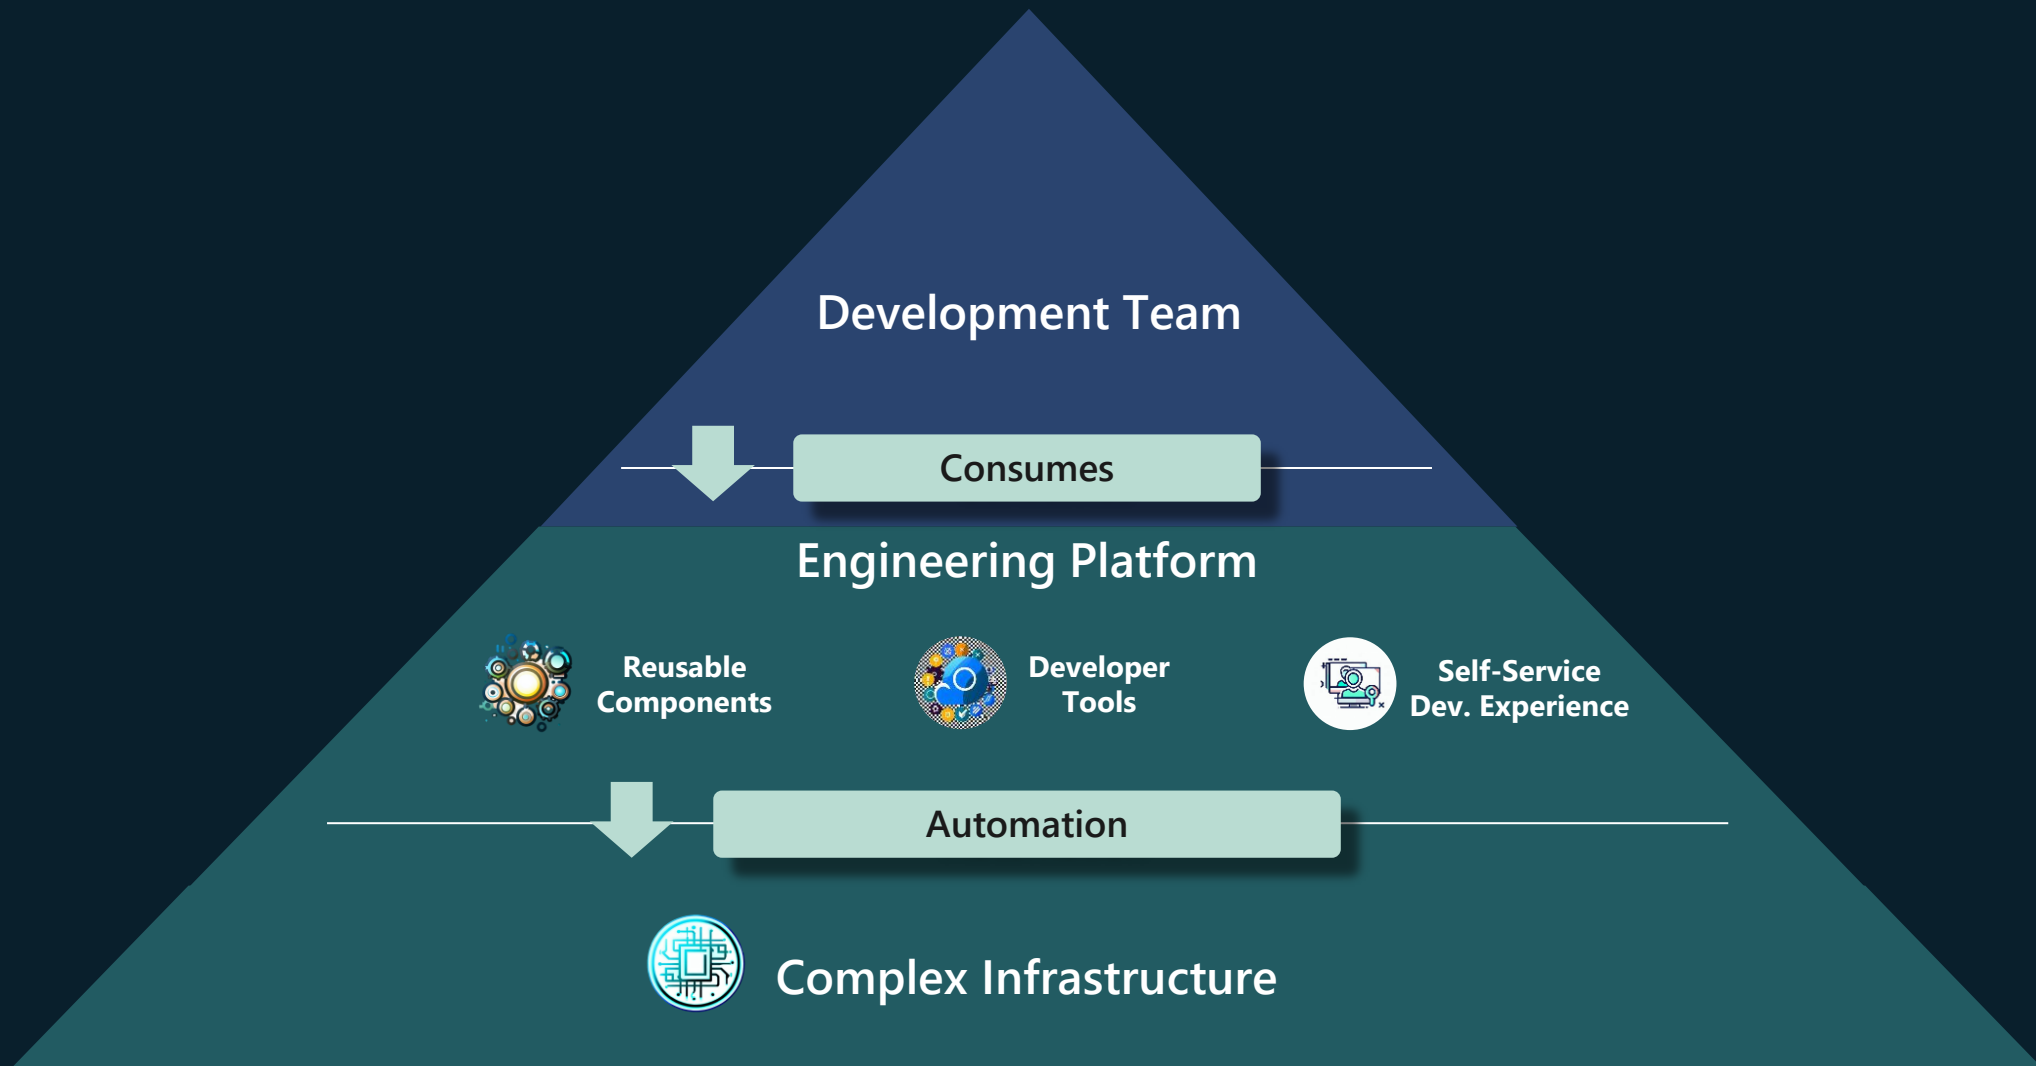 Development Team
Consumes
Engineering Platform
Reusable
Components
Developer
Tools
Self-Service
Dev. Experience
Automation
Complex Infrastructure